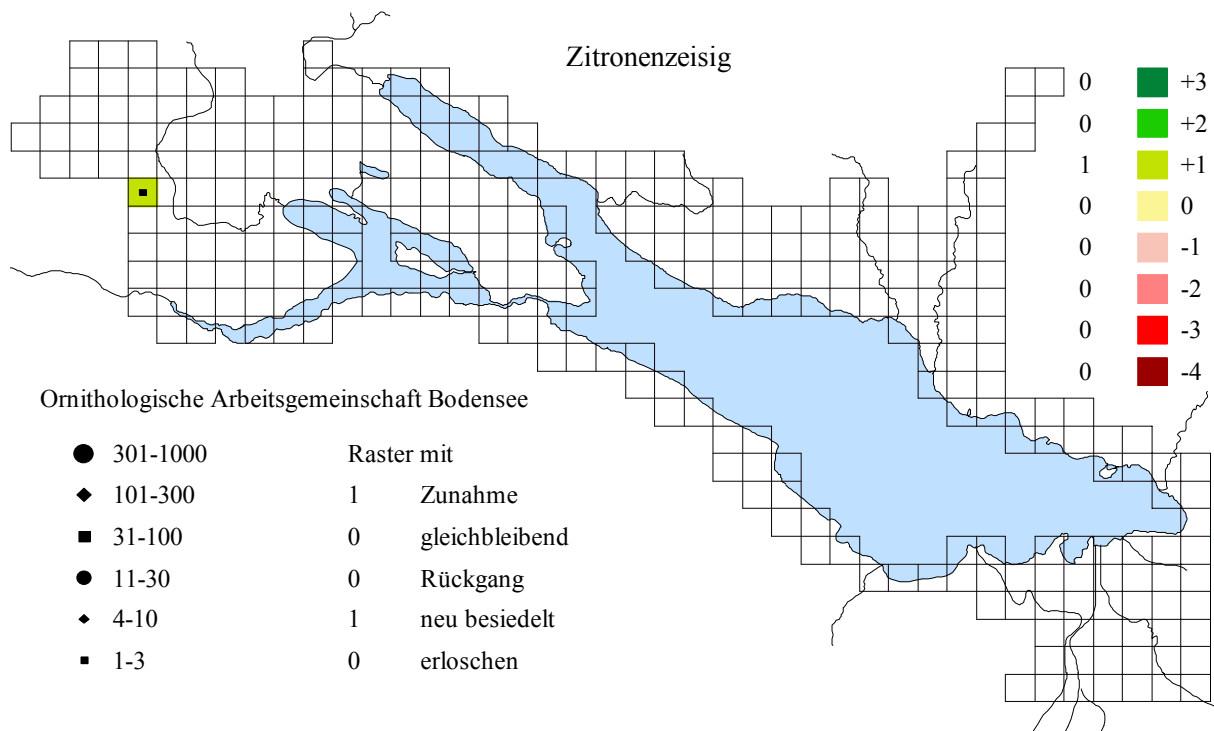 Zitronenzeisig
0 +3
0 +2
1 +1
0 0
0 -1
0 -2
0 -3
0 -4
Ornithologische Arbeitsgemeinschaft Bodensee
301-1000 Raster mit
101-300 1 Zunahme
31-100 0 gleichbleibend
11-30 0 Rückgang
4-10 1 neu besiedelt
1-3 0 erloschen